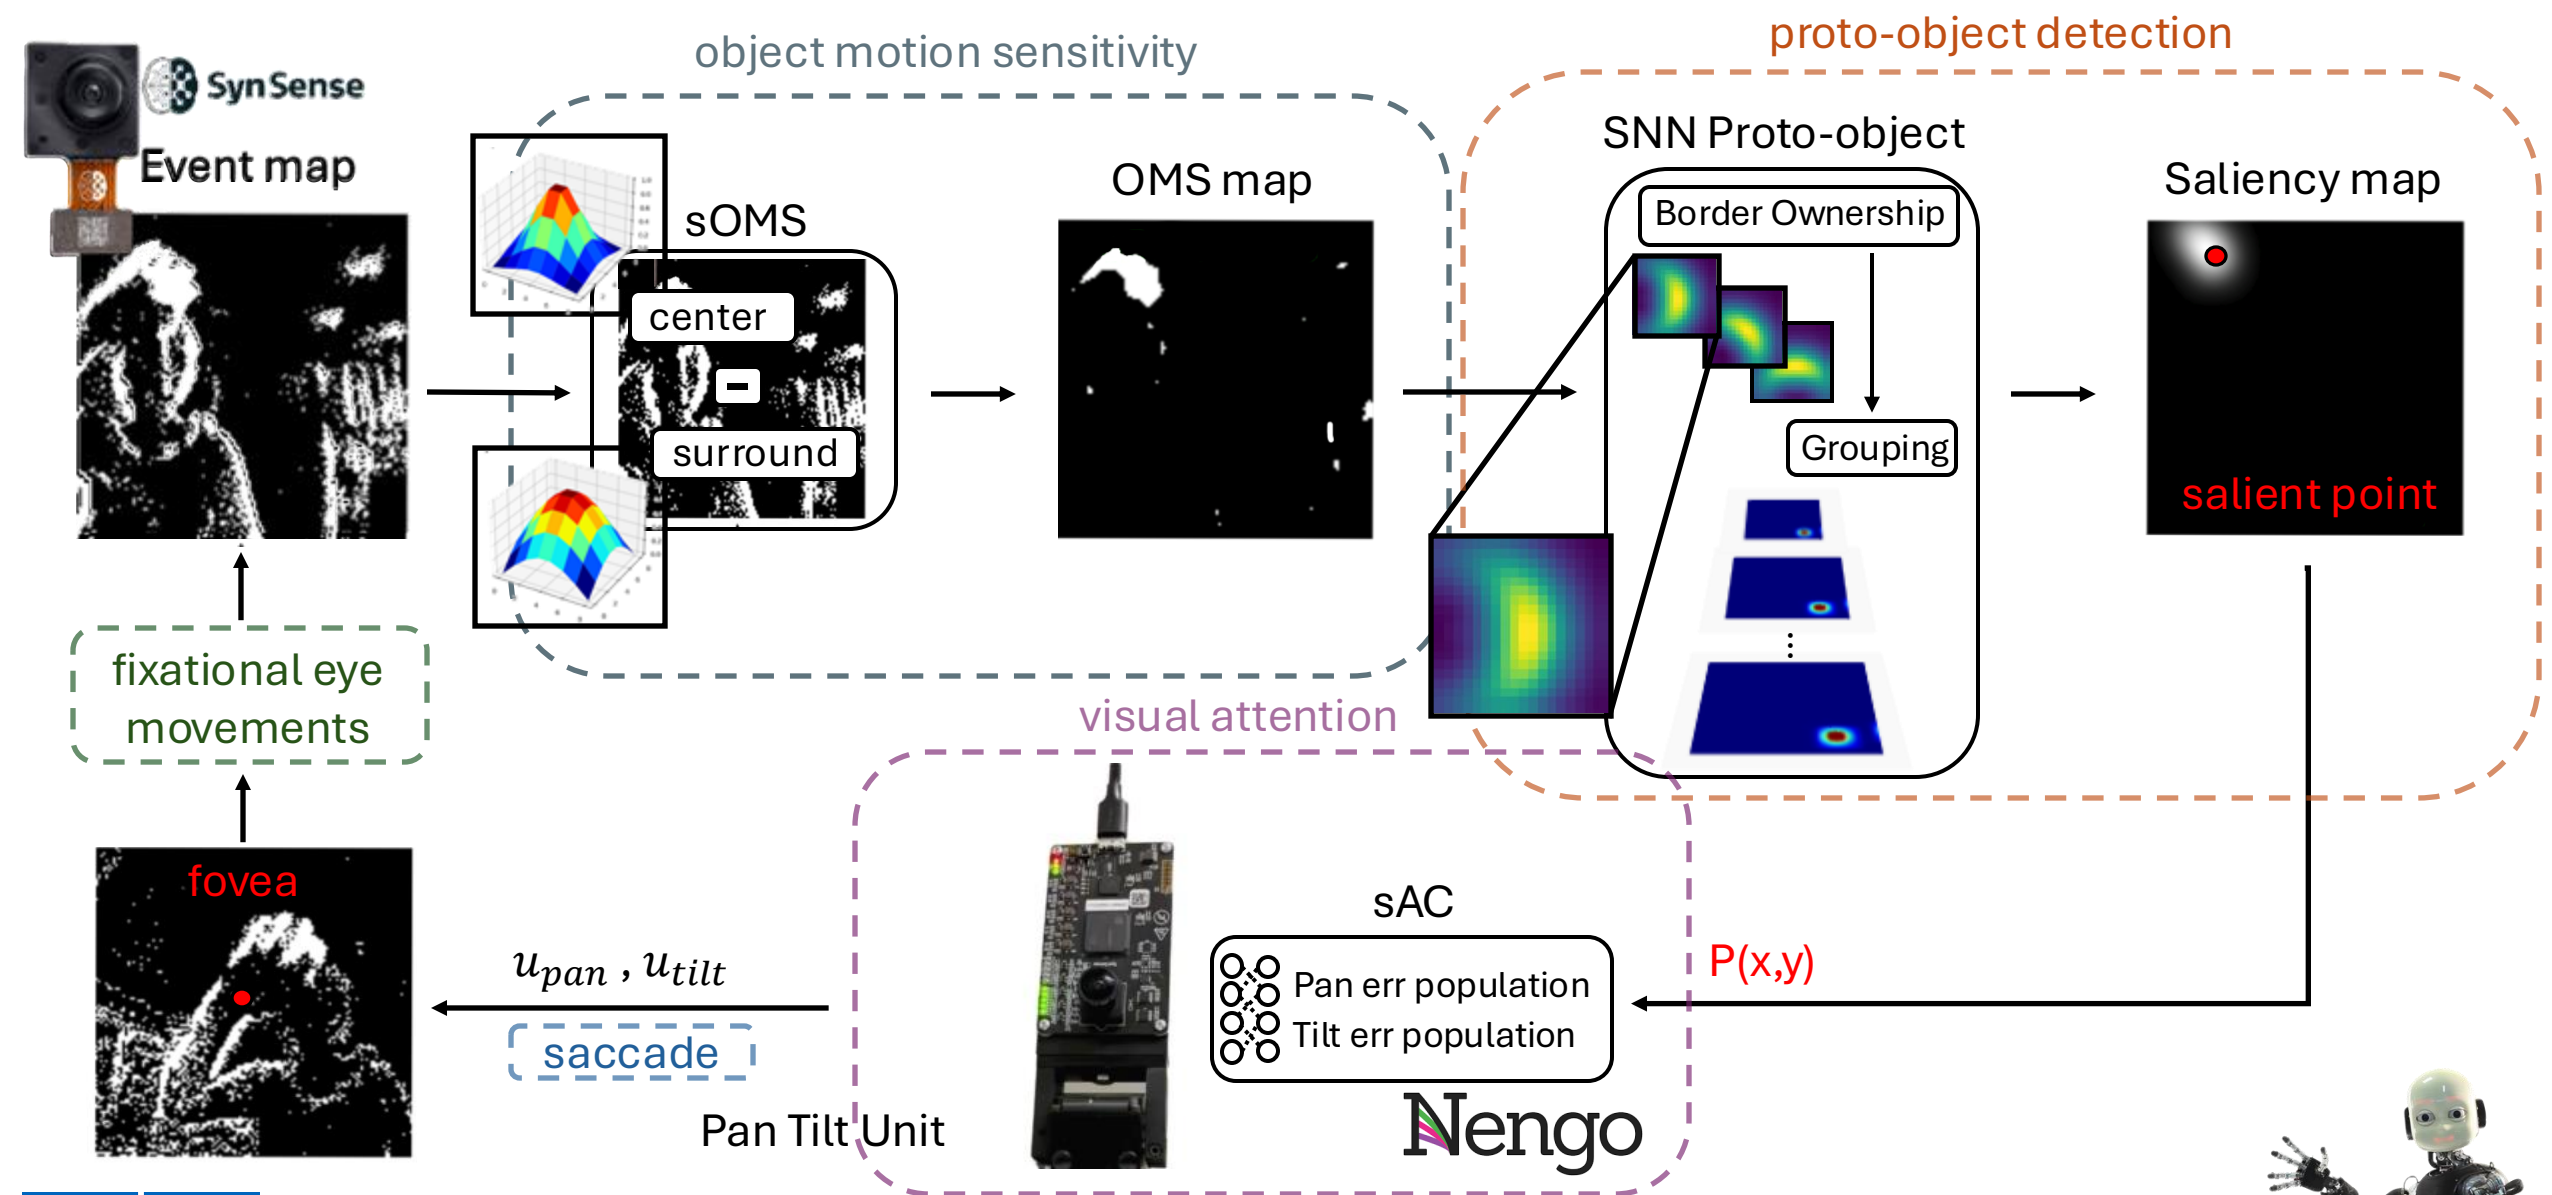 object motion sensitivity
proto-object detection
SynSense
Event map
sOMS
center
-
surround
OMS map
SNN Proto-object
Border Ownership
Grouping
Saliency map
salient point
fixational eye
movements
visual attention
fovea
u_pan , u_tilt
saccade
Pan Tilt Unit
sAC
Pan err population
Tilt err population
P(x,y)
Nengo